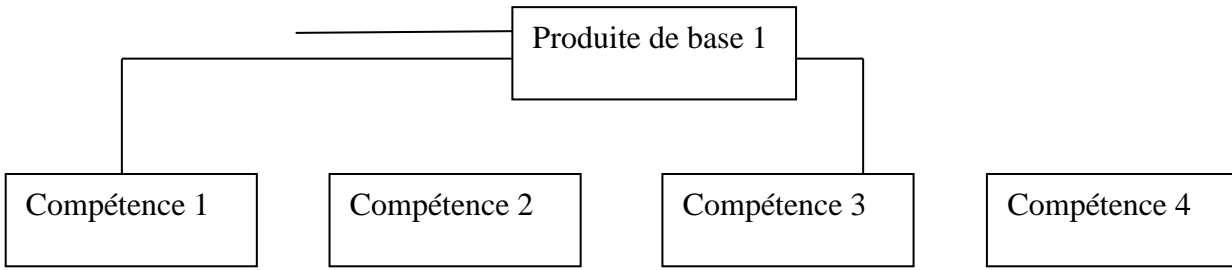 Produite de base 1
Compétence 1
Compétence 2
Compétence 3
Compétence 4